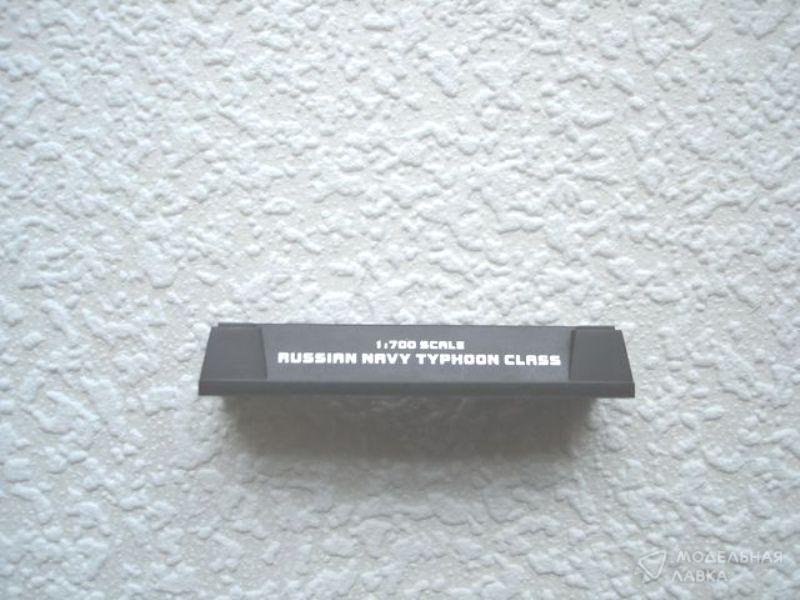 1:700 SCALE
RUSSIAN NAVY TYPHOON CLASS
МОДЕЛЬНАЯ
ЛАВКА